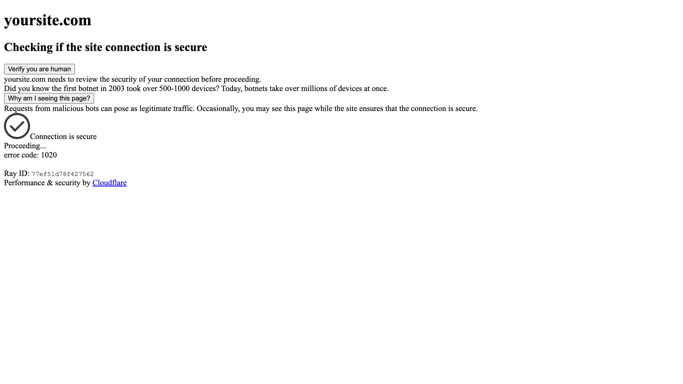 yoursite.com
Checking if the site connection is secure
Verify you are human
yoursite.com needs to review the security of your connection before proceeding.
Did you know the first botnet in 2003 took over 500-1000 devices? Today, botnets take over millions of devices at once.
Why am I seeing this page?
Requests from malicious bots can pose as legitimate traffic. Occasionally, you may see this page while the site ensures that the connection is secure.
Connection is secure
Proceeding...
error code: 1020
Ray ID: 77ef51d78f427562
Performance & security by Cloudflare